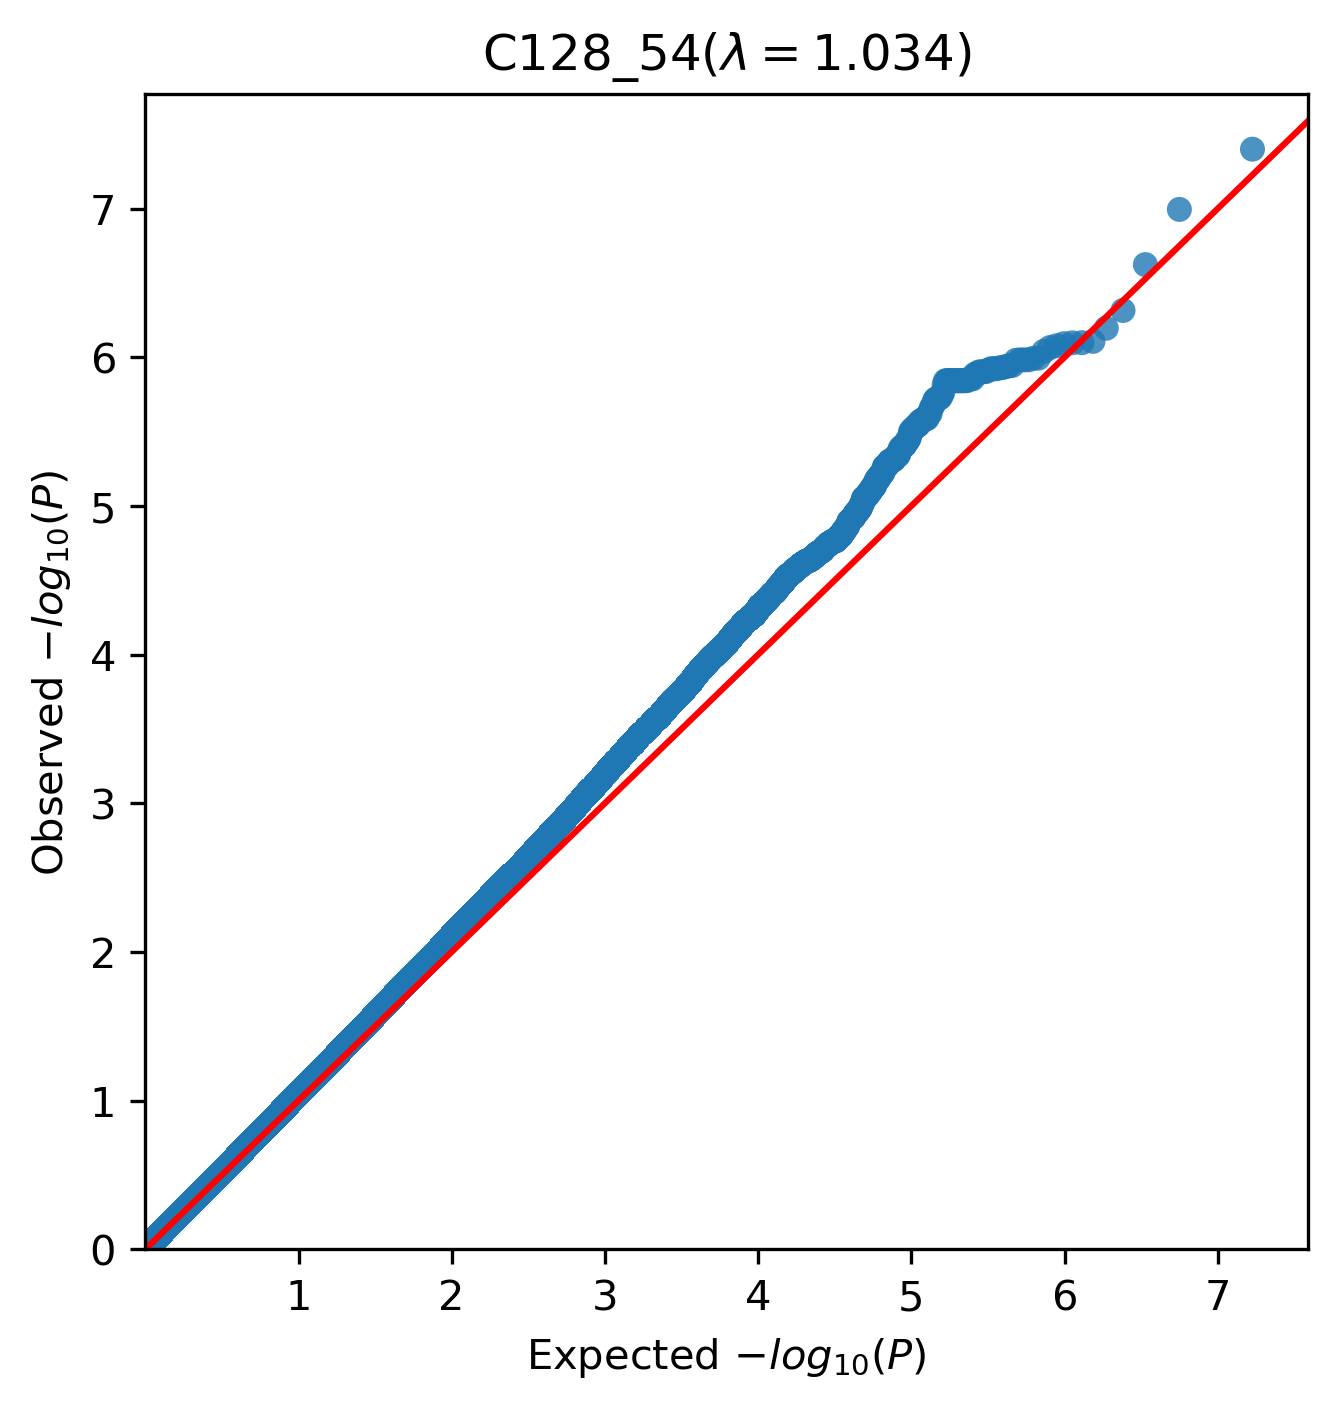 C128_54(λ = 1.034)
Observed −log10(P)
7
6
5
4
3
2
1
0
1 2 3 4 5 6 7
Expected −log10(P)